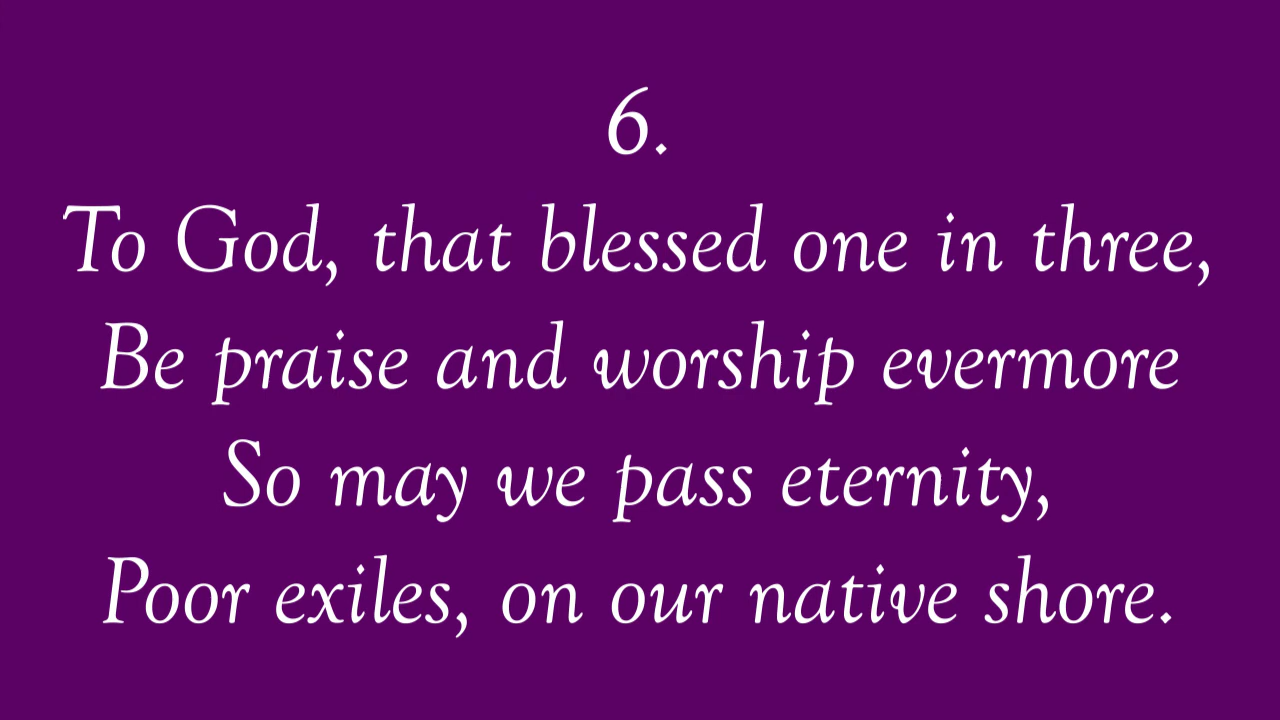 6.
To God, that blessed one in three,
Be praise and worship evermore
So may we pass eternity,
Poor exiles, on our native shore.